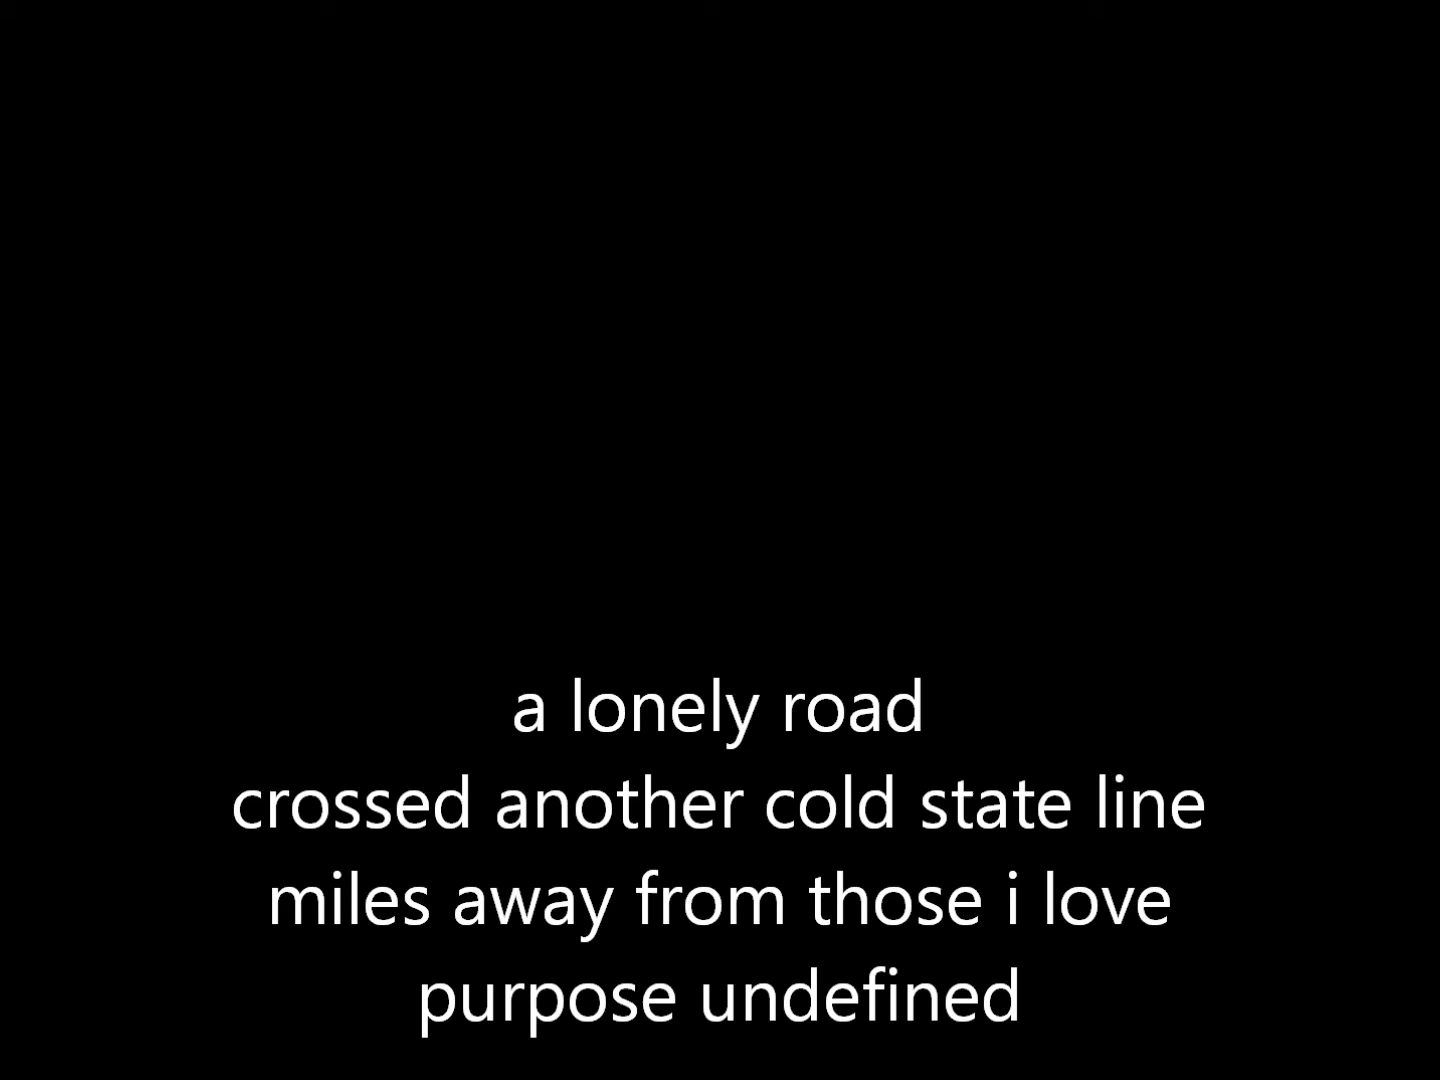 a lonely road
crossed another cold state line
miles away from those i love
purpose undefined